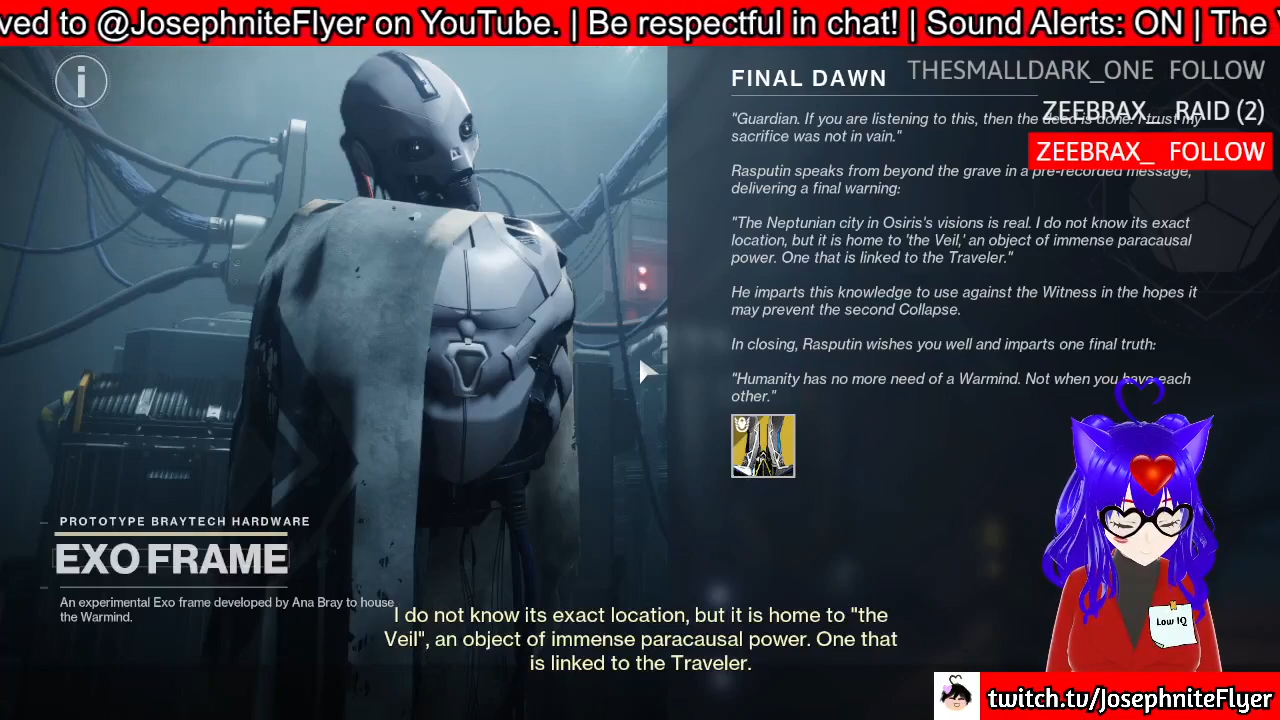 ved to @JosephniteFlyer on YouTube. | Be respectful in chat! | Sound Alerts: ON | The
i
FINAL DAWN
THESMALLDARK_ONE FOLLOW
ZEEBRAX_ RAID (2)
ZEEBRAX_ FOLLOW
"Guardian. If you are listening to this, then the deed is done. I trust my
sacrifice was not in vain."
Rasputin speaks from beyond the grave in a pre-recorded message,
delivering a final warning:
"The Neptunian city in Osiris's visions is real. I do not know its exact
location, but it is home to 'the Veil,' an object of immense paracausal
power. One that is linked to the Traveler."
He imparts this knowledge to use against the Witness in the hopes it
may prevent the second Collapse.
In closing, Rasputin wishes you well and imparts one final truth:
"Humanity has no more need of a Warmind. Not when you have each
other."
PROTOTYPE BRAYTECH HARDWARE
EXO FRAME
An experimental Exo frame developed by Ana Bray to house
the Warmind.
I do not know its exact location, but it is home to "the
Veil", an object of immense paracausal power. One that
is linked to the Traveler.
Low IQ
twitch.tv/JosephniteFlyer